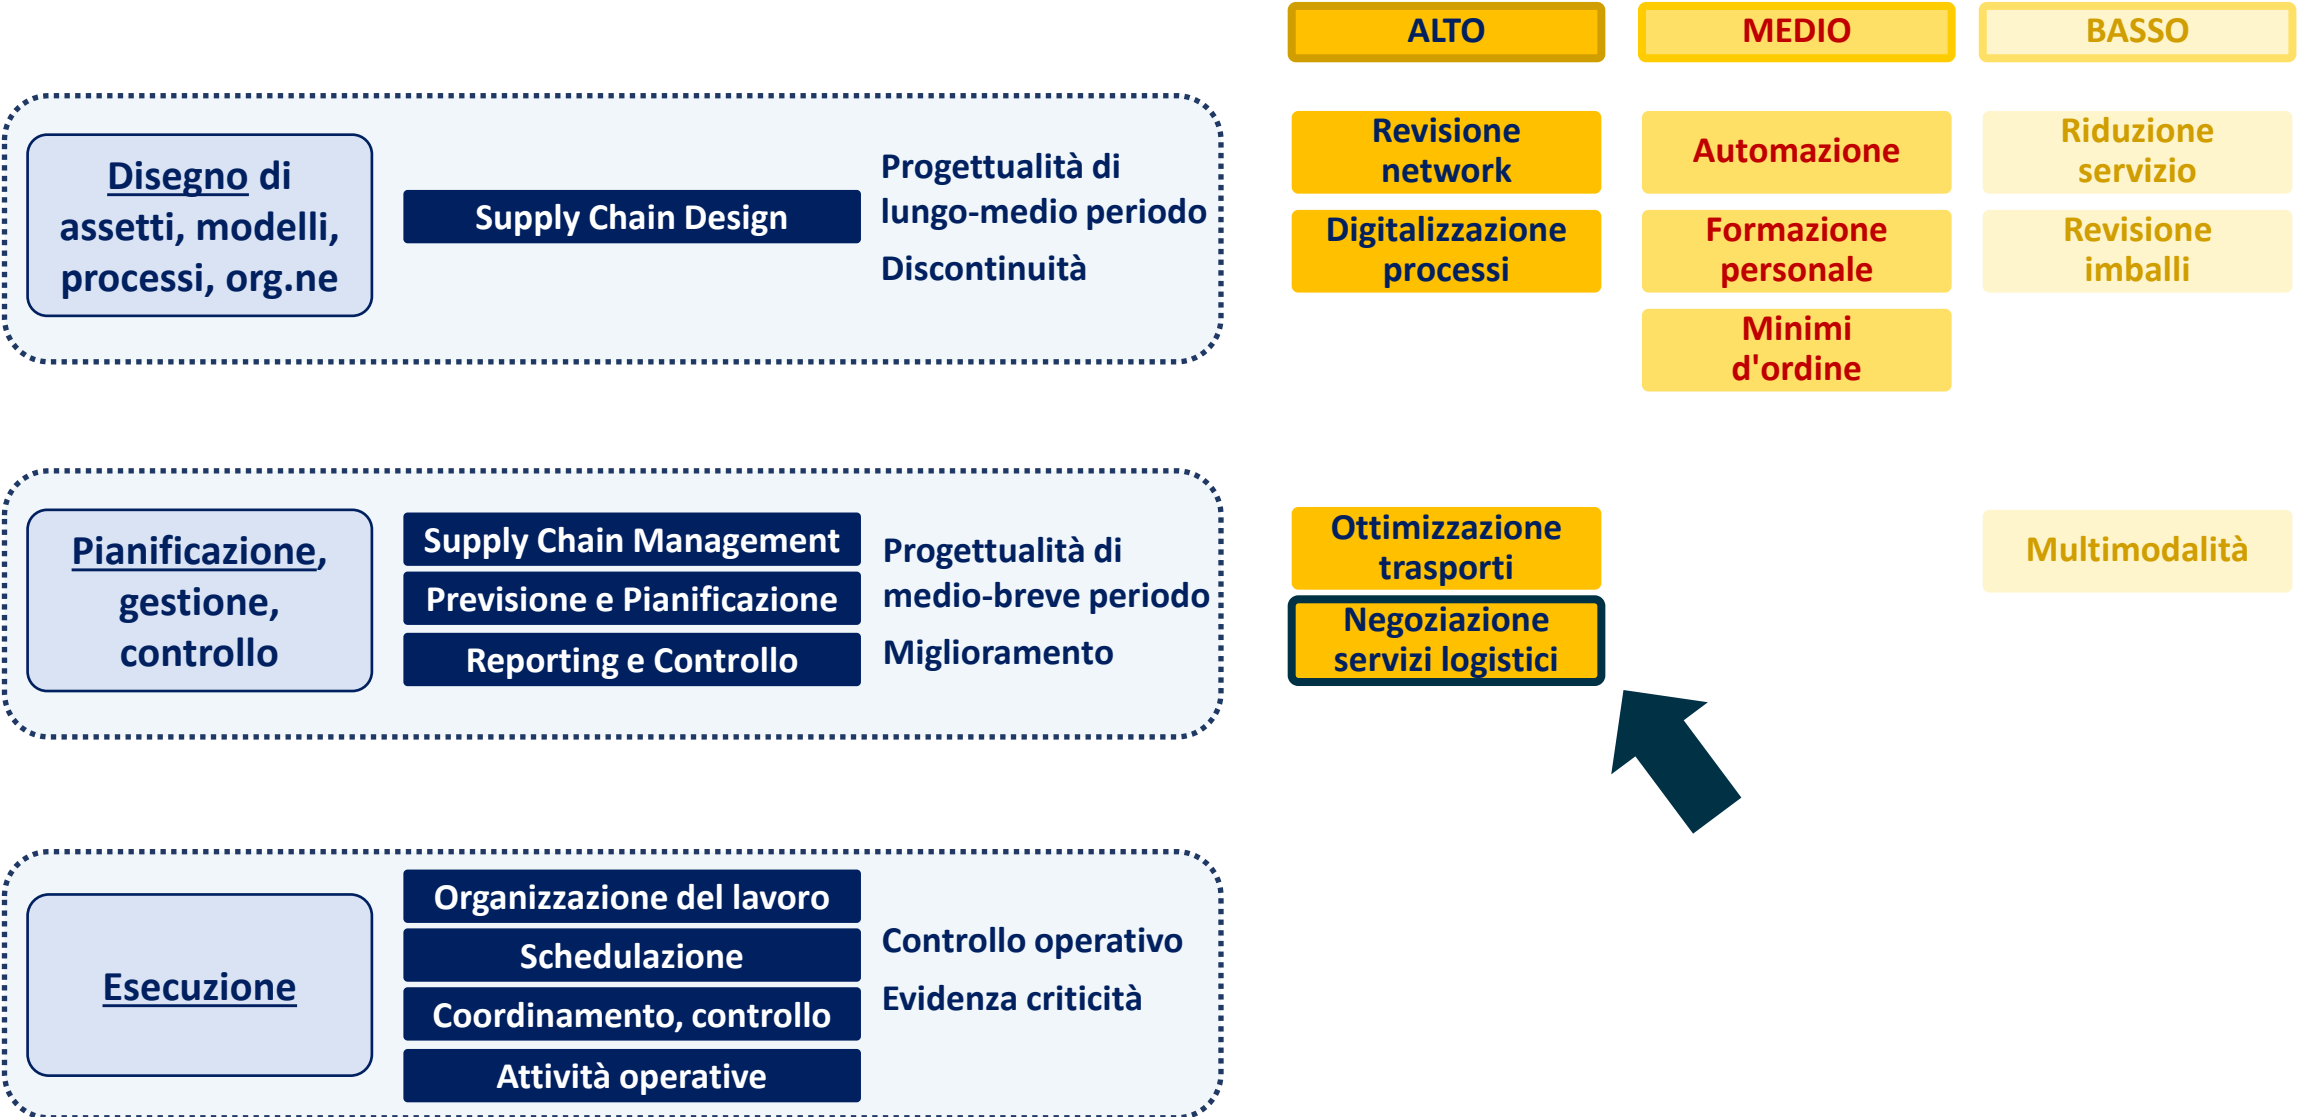 ALTO
MEDIO
BASSO
Disegno di
assetti, modelli,
processi, org.ne
Supply Chain Design
Progettualità di
lungo-medio periodo
Discontinuità
Revisione
network
Digitalizzazione
processi
Automazione
Formazione
personale
Minimi
d'ordine
Riduzione
servizio
Revisione
imballi
Pianificazione,
gestione,
controllo
Supply Chain Management
Previsione e Pianificazione
Reporting e Controllo
Progettualità di
medio-breve periodo
Miglioramento
Ottimizzazione
trasporti
Negoziazione
servizi logistici
Multimodalità
Esecuzione
Organizzazione del lavoro
Schedulazione
Coordinamento, controllo
Attività operative
Controllo operativo
Evidenza criticità